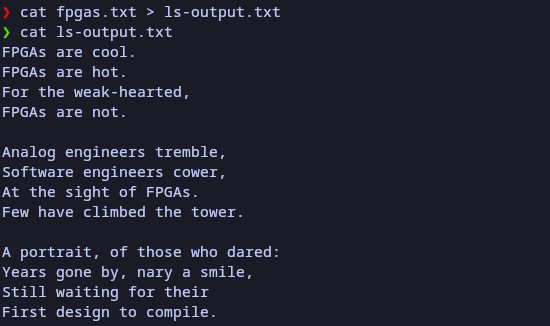 ❯ cat fpgas.txt > ls-output.txt
❯ cat ls-output.txt
FPGAs are cool.
FPGAs are hot.
For the weak-hearted,
FPGAs are not.

Analog engineers tremble,
Software engineers cower,
At the sight of FPGAs.
Few have climbed the tower.

A portrait, of those who dared:
Years gone by, nary a smile,
Still waiting for their
First design to compile.